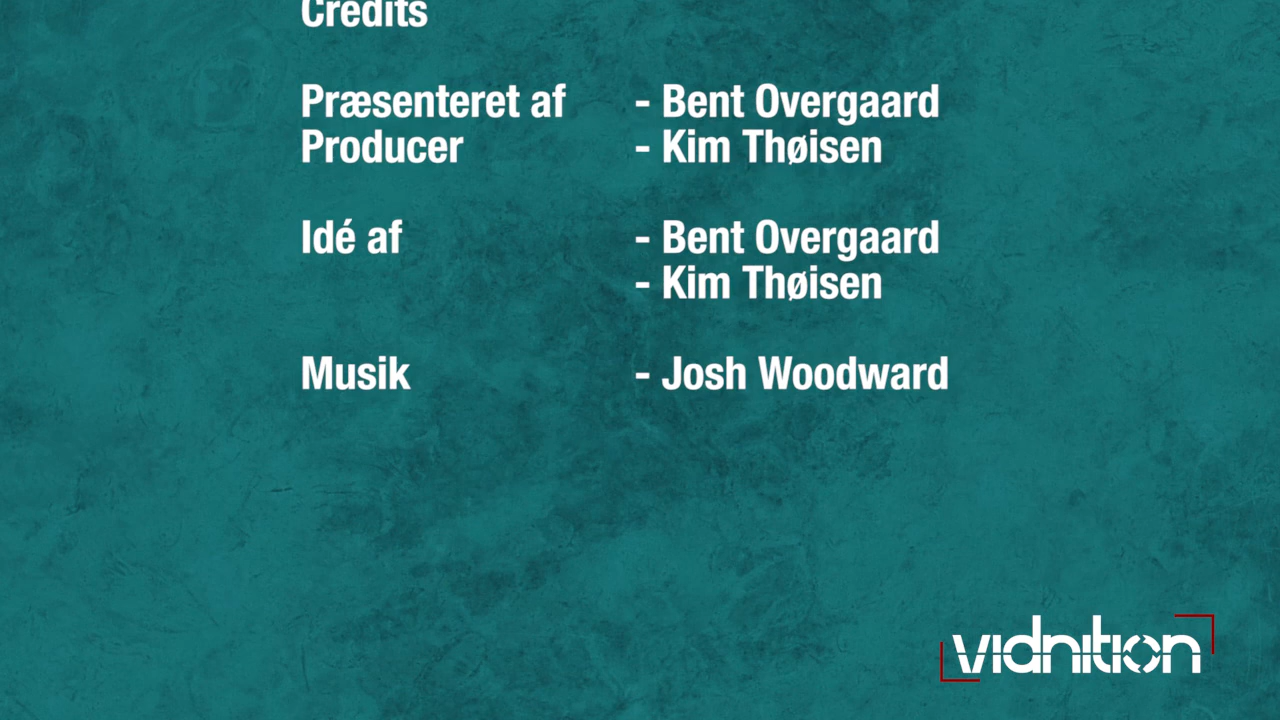 Credits
Præsenteret af - Bent Overgaard
Producer - Kim Thøisen
Idé af - Bent Overgaard
- Kim Thøisen
Musik - Josh Woodward
vidnition